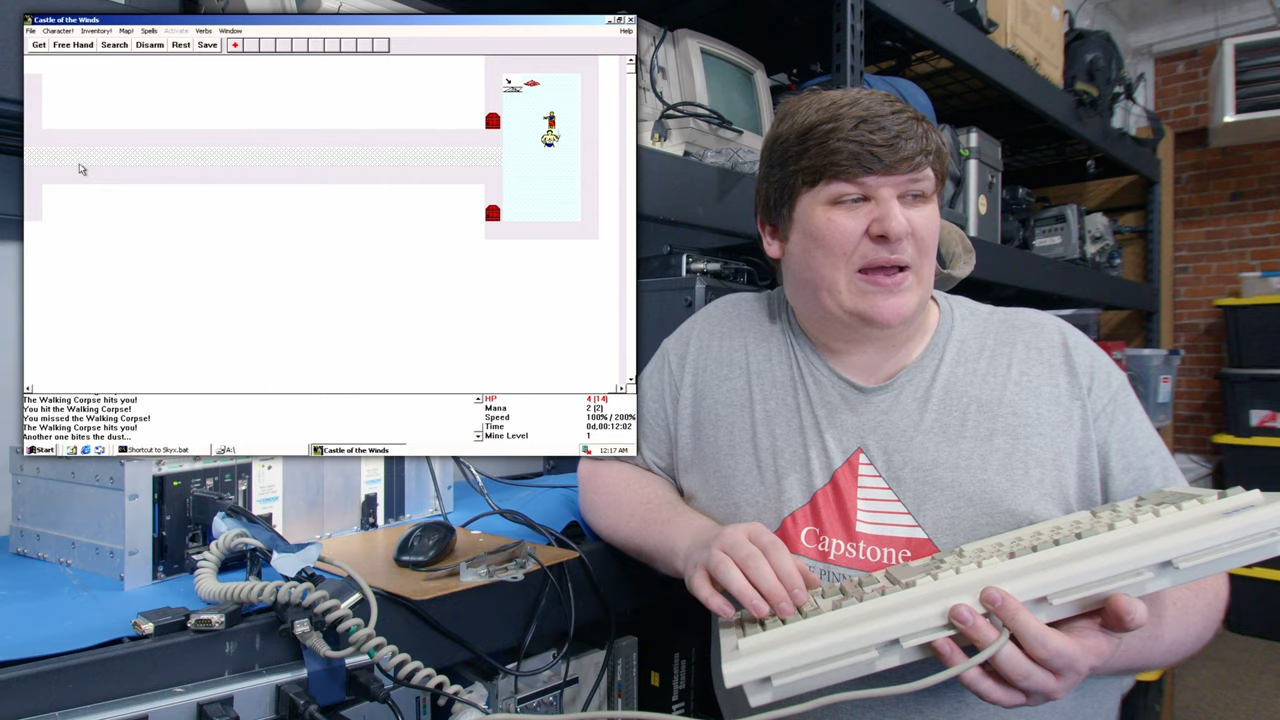 Castle of the Winds
File Character! Inventory! Map! Spells Activate Verbs Window Help
Get Free Hand Search Disarm Rest Save
The Walking Corpse hits you!
You hit the Walking Corpse!
You missed the Walking Corpse!
The Walking Corpse hits you!
Another one bites the dust...
HP 4 (14)
Mana 2 (2)
Speed 100% / 200%
Time 0d,00:12:02
Mine Level 1
Start Shortcut to Skyx.bat A:\ Castle of the Winds 12:17 AM
Capstone
PINN